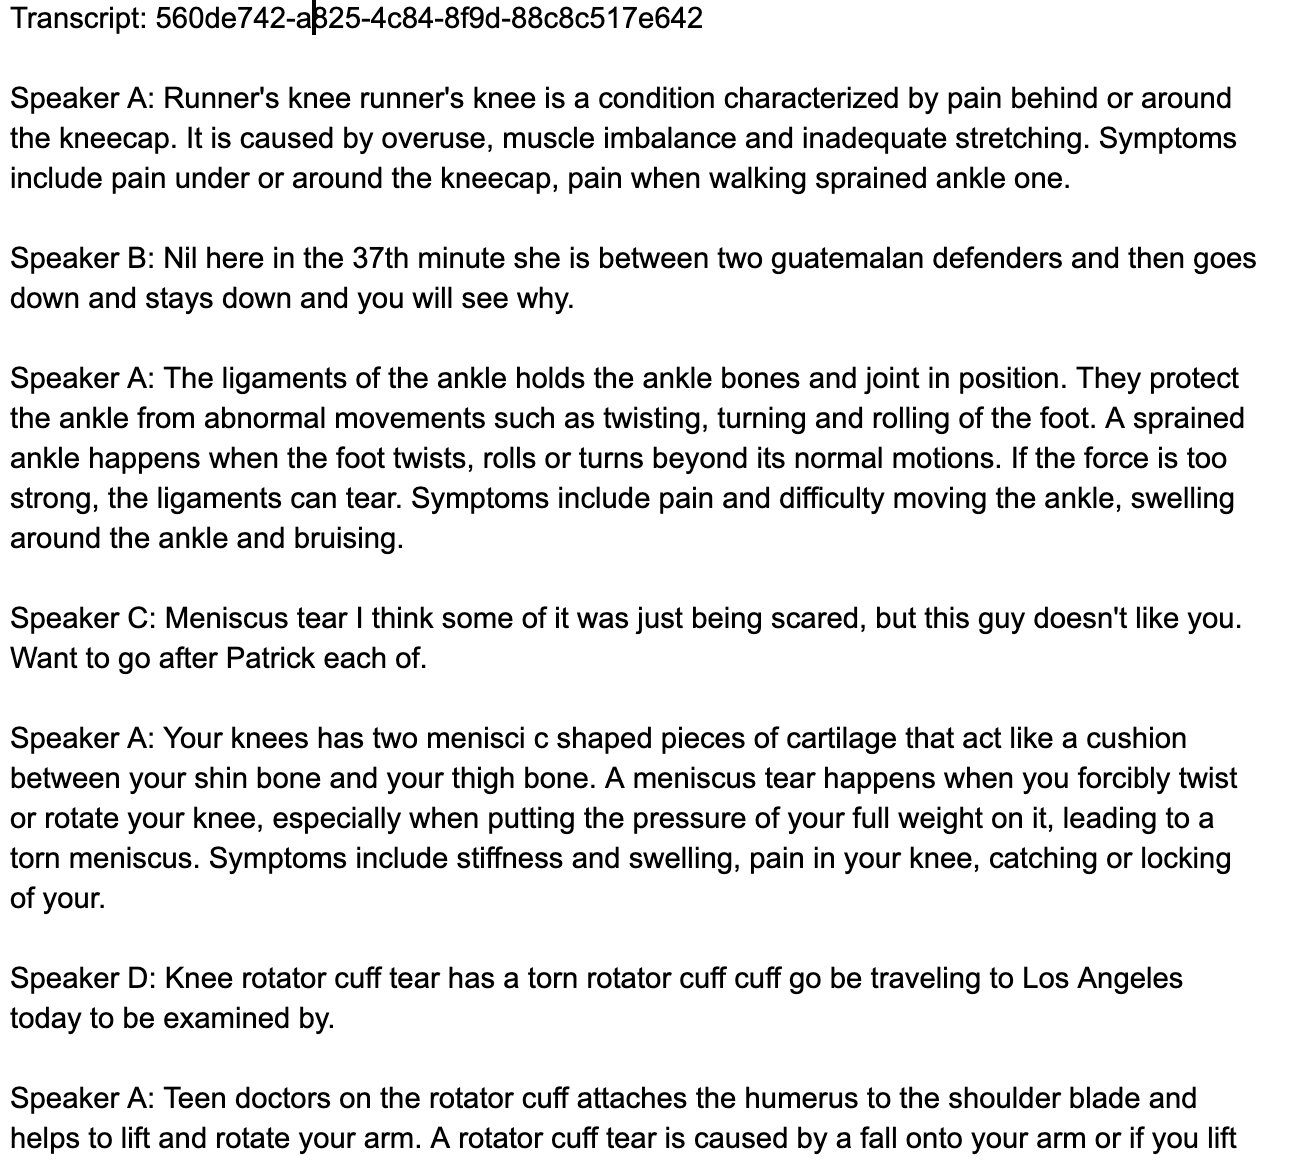 Transcript: 560de742-a825-4c84-8f9d-88c8c517e642
Speaker A: Runner's knee runner's knee is a condition characterized by pain behind or around
the kneecap. It is caused by overuse, muscle imbalance and inadequate stretching. Symptoms
include pain under or around the kneecap, pain when walking sprained ankle one.
Speaker B: Nil here in the 37th minute she is between two guatemalan defenders and then goes
down and stays down and you will see why.
Speaker A: The ligaments of the ankle holds the ankle bones and joint in position. They protect
the ankle from abnormal movements such as twisting, turning and rolling of the foot. A sprained
ankle happens when the foot twists, rolls or turns beyond its normal motions. If the force is too
strong, the ligaments can tear. Symptoms include pain and difficulty moving the ankle, swelling
around the ankle and bruising.
Speaker C: Meniscus tear I think some of it was just being scared, but this guy doesn't like you.
Want to go after Patrick each of.
Speaker A: Your knees has two menisci c shaped pieces of cartilage that act like a cushion
between your shin bone and your thigh bone. A meniscus tear happens when you forcibly twist
or rotate your knee, especially when putting the pressure of your full weight on it, leading to a
torn meniscus. Symptoms include stiffness and swelling, pain in your knee, catching or locking
of your.
Speaker D: Knee rotator cuff tear has a torn rotator cuff cuff go be traveling to Los Angeles
today to be examined by.
Speaker A: Teen doctors on the rotator cuff attaches the humerus to the shoulder blade and
helps to lift and rotate your arm. A rotator cuff tear is caused by a fall onto your arm or if you lift